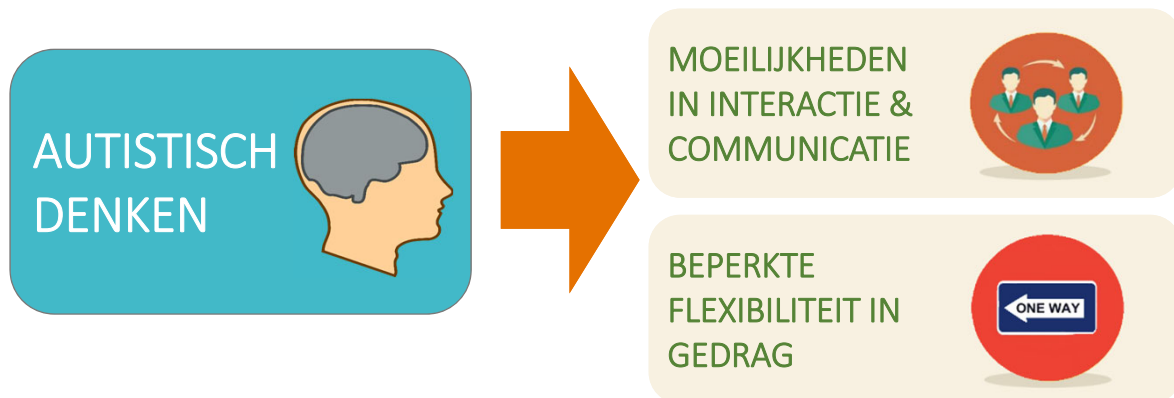 AUTISTISCH
DENKEN
MOEILIJKHEDEN
IN INTERACTIE &
COMMUNICATIE
BEPERKTE
FLEXIBILITEIT IN
GEDRAG
ONE WAY